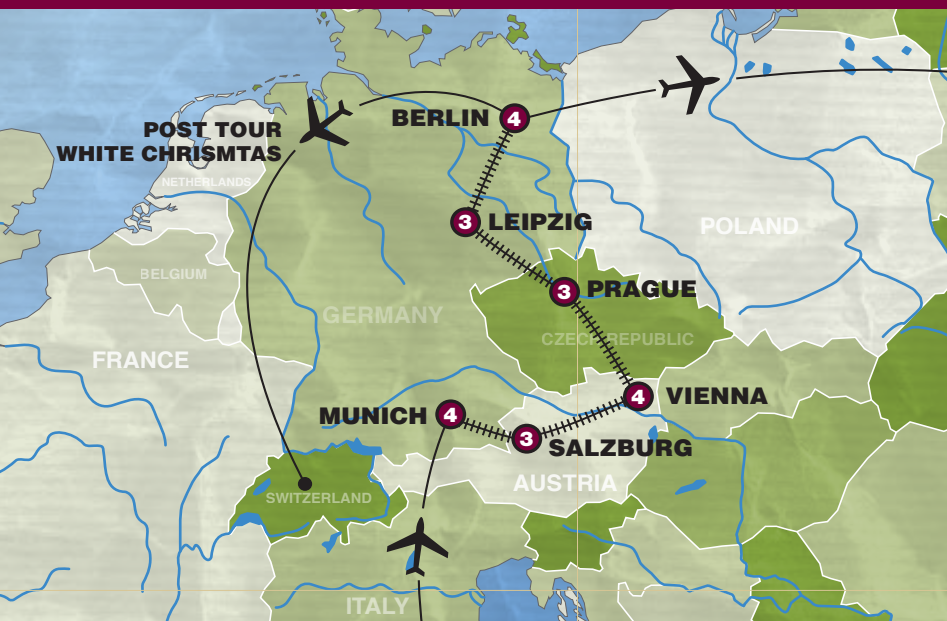 BERLIN 4
POST TOUR
WHITE CHRISMTAS
NETHERLANDS
3 LEIPZIG
POLAND
BELGIUM
3 PRAGUE
GERMANY
CZECH REPUBLIC
FRANCE
4 VIENNA
MUNICH 4
3 SALZBURG
AUSTRIA
SWITZERLAND
ITALY